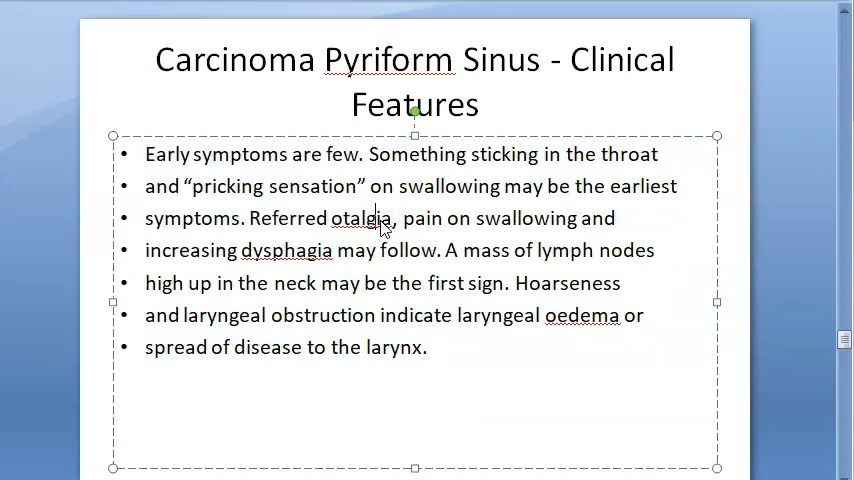 Carcinoma Pyriform Sinus - Clinical
Features
• Early symptoms are few. Something sticking in the throat
• and “pricking sensation” on swallowing may be the earliest
• symptoms. Referred otalgia, pain on swallowing and
• increasing dysphagia may follow. A mass of lymph nodes
• high up in the neck may be the first sign. Hoarseness
• and laryngeal obstruction indicate laryngeal oedema or
• spread of disease to the larynx.